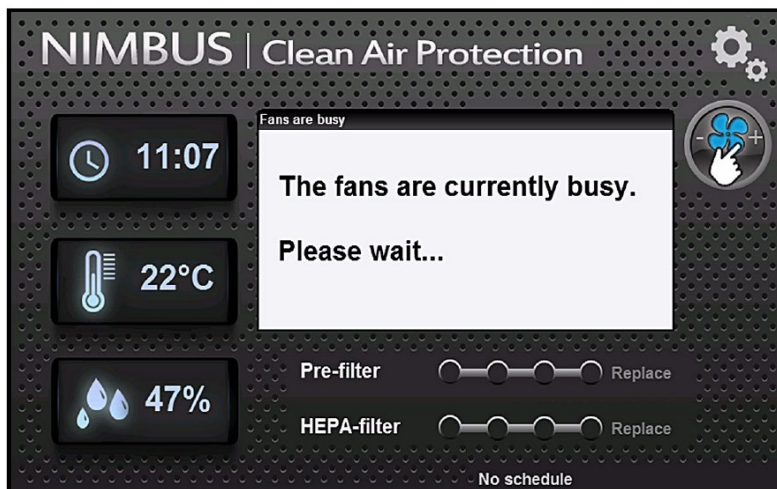 NIMBUS | Clean Air Protection
11:07
Fans are busy
The fans are currently busy.
Please wait...
- +
22°C
47%
Pre-filter Replace
HEPA-filter Replace
No schedule